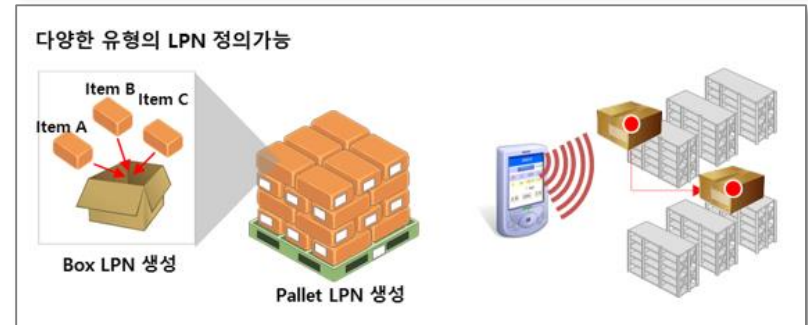 다양한 유형의 LPN 정의가능
Item B
Item C
Item A
Box LPN 생성
Pallet LPN 생성